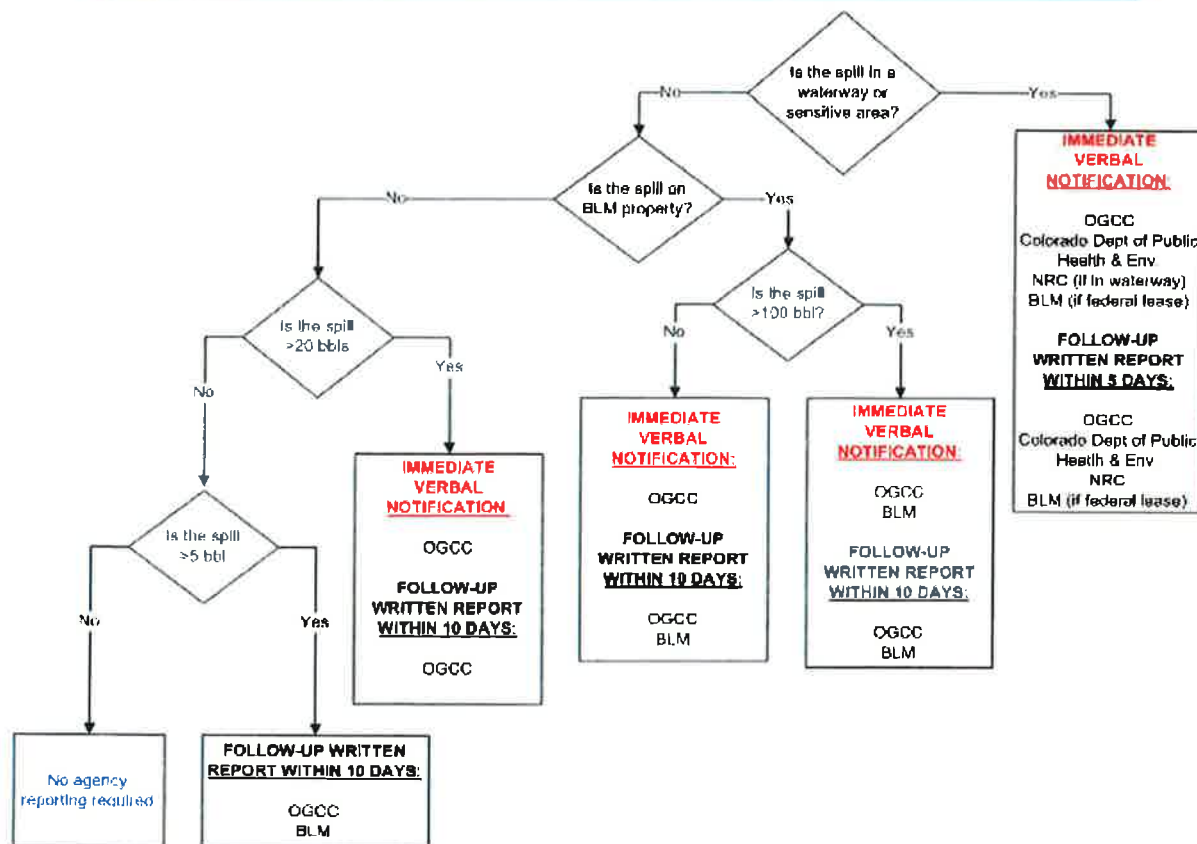 Is the spill in a
waterway or
sensitive area?
No
Yes
IMMEDIATE
VERBAL
NOTIFICATION:
OGCC
Colorado Dept of Public
Health & Env
NRC (if in waterway)
BLM (if federal lease)
FOLLOW-UP
WRITTEN REPORT
WITHIN 5 DAYS:
OGCC
Colorado Dept of Public
Health & Env
NRC
BLM (if federal lease)
Is the spill on
BLM property?
No
Yes
Is the spill
>100 bbl?
No
Yes
IMMEDIATE
VERBAL
NOTIFICATION:
OGCC
FOLLOW-UP
WRITTEN REPORT
WITHIN 10 DAYS:
OGCC
BLM
IMMEDIATE
VERBAL
NOTIFICATION:
OGCC
BLM
FOLLOW-UP
WRITTEN REPORT
WITHIN 10 DAYS:
OGCC
BLM
Is the spill
>20 bbls
No
Yes
IMMEDIATE
VERBAL
NOTIFICATION:
OGCC
FOLLOW-UP
WRITTEN REPORT
WITHIN 10 DAYS:
OGCC
Is the spill
>5 bbl
No
Yes
No agency
reporting required
FOLLOW-UP WRITTEN
REPORT WITHIN 10 DAYS:
OGCC
BLM